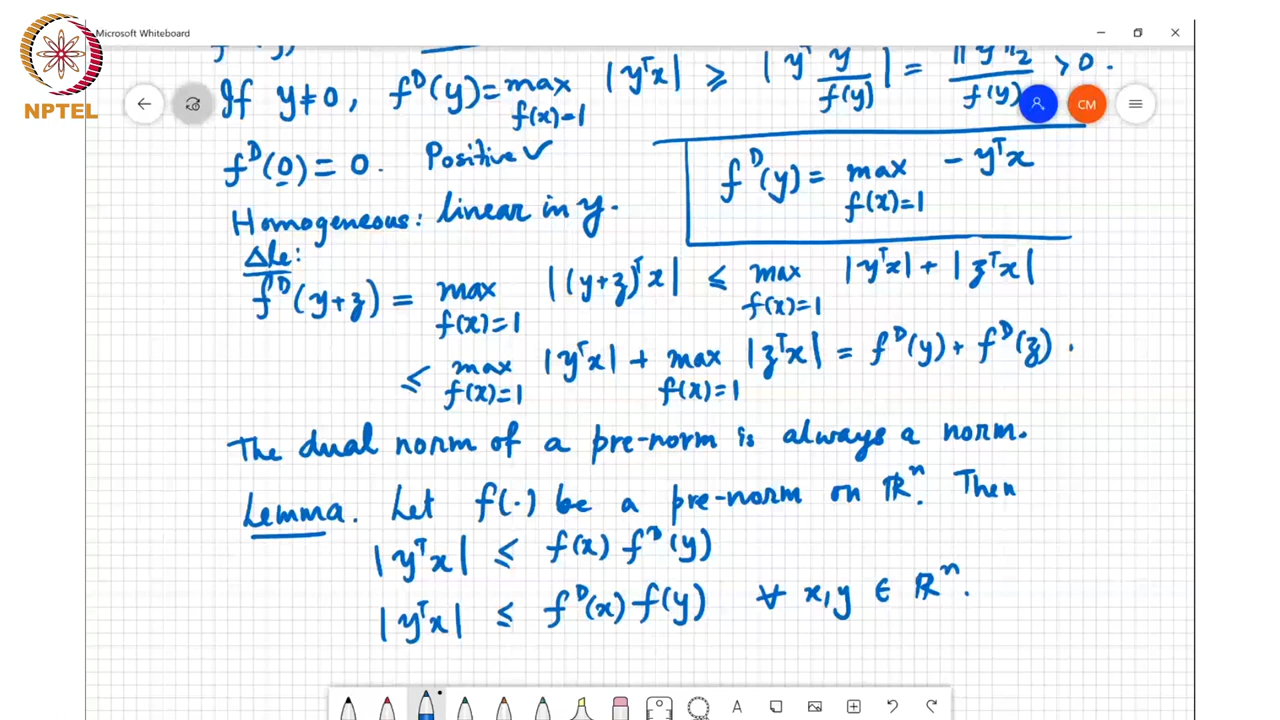 Microsoft Whiteboard
NPTEL
CM
If y ≠ 0, f^D(y) = max_{f(x)=1} |y^T x| ≥ |y^T y/f(y)| = ||y||_2/f(y) > 0.
f^D(0) = 0. Positive ✓
f^D(y) = max_{f(x)=1} - y^T x
Homogeneous: linear in y.
Δle:
f^D(y+z) = max_{f(x)=1} |(y+z)^T x| ≤ max_{f(x)=1} |y^T x| + |z^T x|
≤ max_{f(x)=1} |y^T x| + max_{f(x)=1} |z^T x| = f^D(y) + f^D(z).
The dual norm of a pre-norm is always a norm.
Lemma. Let f(·) be a pre-norm on ℝ^n. Then
|y^T x| ≤ f(x) f^D(y)
|y^T x| ≤ f^D(x) f(y) ∀ x,y ∈ ℝ^n.
A